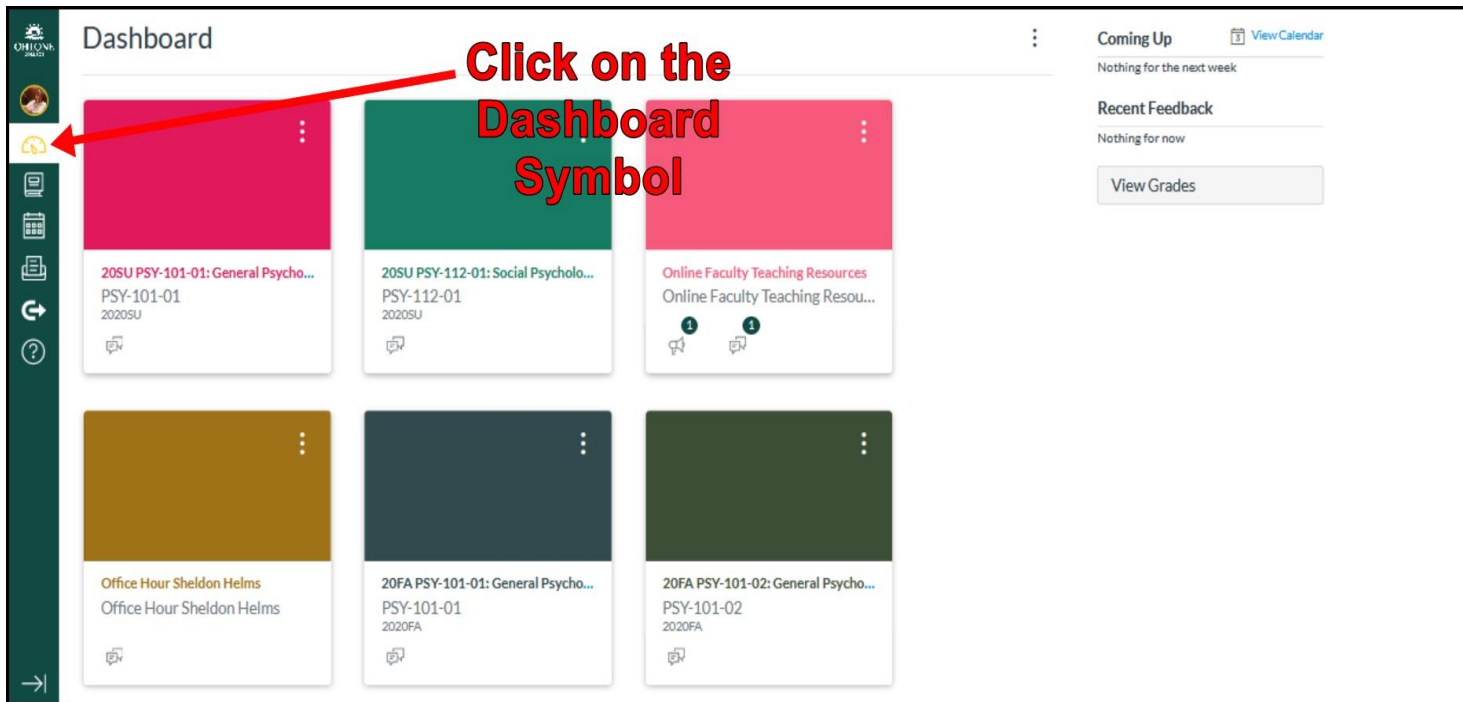 OHLONE
COLLEGE
Dashboard
Click on the
Dashboard
Symbol
20SU PSY-101-01: General Psycho...
PSY-101-01
2020SU
20SU PSY-112-01: Social Psycholo...
PSY-112-01
2020SU
Online Faculty Teaching Resources
Online Faculty Teaching Resou...
1
1
Office Hour Sheldon Helms
Office Hour Sheldon Helms
20FA PSY-101-01: General Psycho...
PSY-101-01
2020FA
20FA PSY-101-02: General Psycho...
PSY-101-02
2020FA
Coming Up
3 View Calendar
Nothing for the next week
Recent Feedback
Nothing for now
View Grades